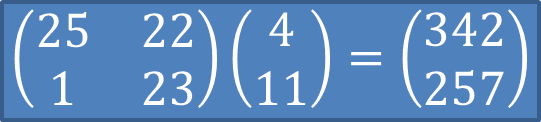 (25 22) (4) = (342)
(1 23) (11) (257)